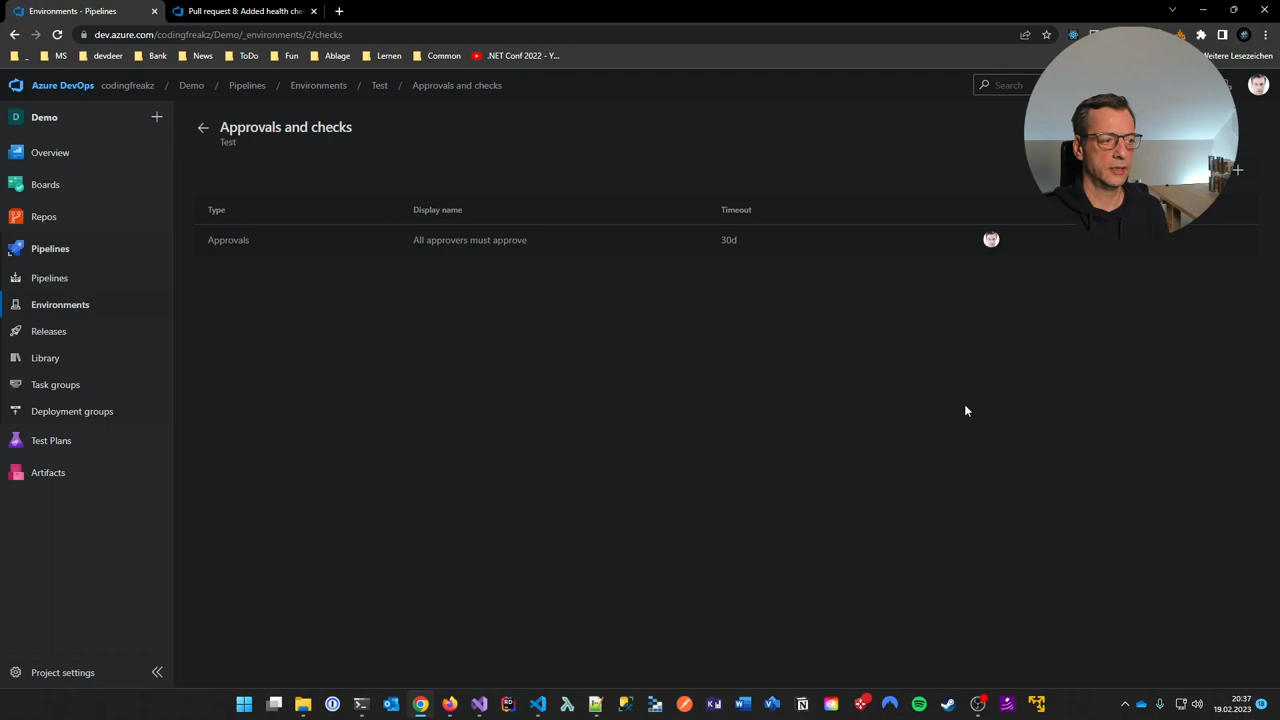 Environments - Pipelines
Pull request & Added health che
dev.azure.com/codingfreakz/Demo/_environments/2/checks
MS
devdeer
Bank
News
ToDo
Fun
Ablage
Lernen
Common
.NET Conf 2022 - Y...
Weitere Lesezeichen
Azure DevOps
codingfreakz
Demo
/
Pipelines
/
Environments
/
Test
/
Approvals and checks
Search
D
Demo
Overview
Boards
Repos
Pipelines
Pipelines
Environments
Releases
Library
Task groups
Deployment groups
Test Plans
Artifacts
Project settings
Approvals and checks
Test
Type
Display name
Timeout
Approvals
All approvers must approve
30d
20:37
19.02.2023
18